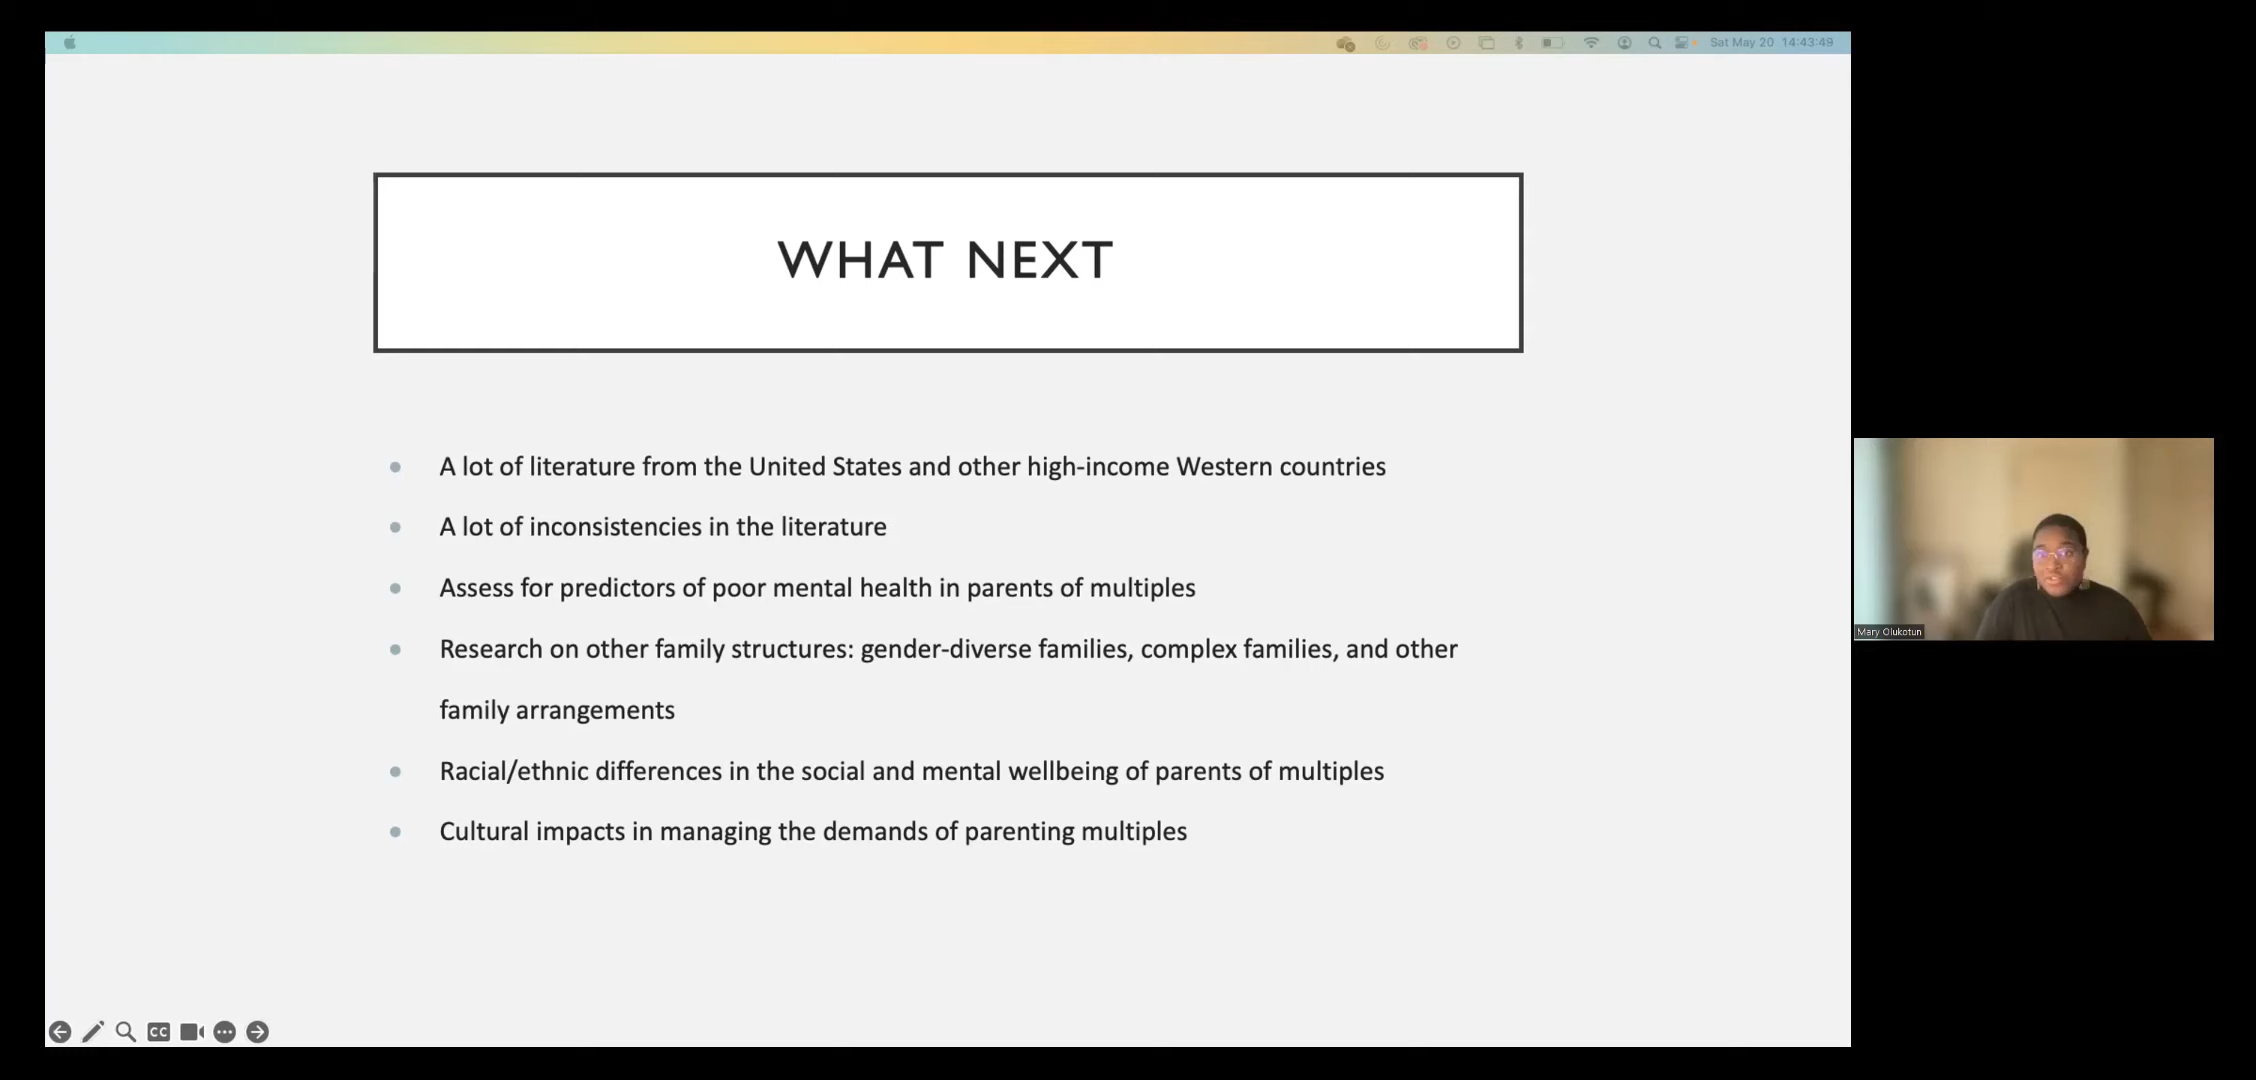 Sat May 20 14:43:49
WHAT NEXT
A lot of literature from the United States and other high-income Western countries
A lot of inconsistencies in the literature
Assess for predictors of poor mental health in parents of multiples
Research on other family structures: gender-diverse families, complex families, and other
family arrangements
Racial/ethnic differences in the social and mental wellbeing of parents of multiples
Cultural impacts in managing the demands of parenting multiples
Mary Olukotun
CC